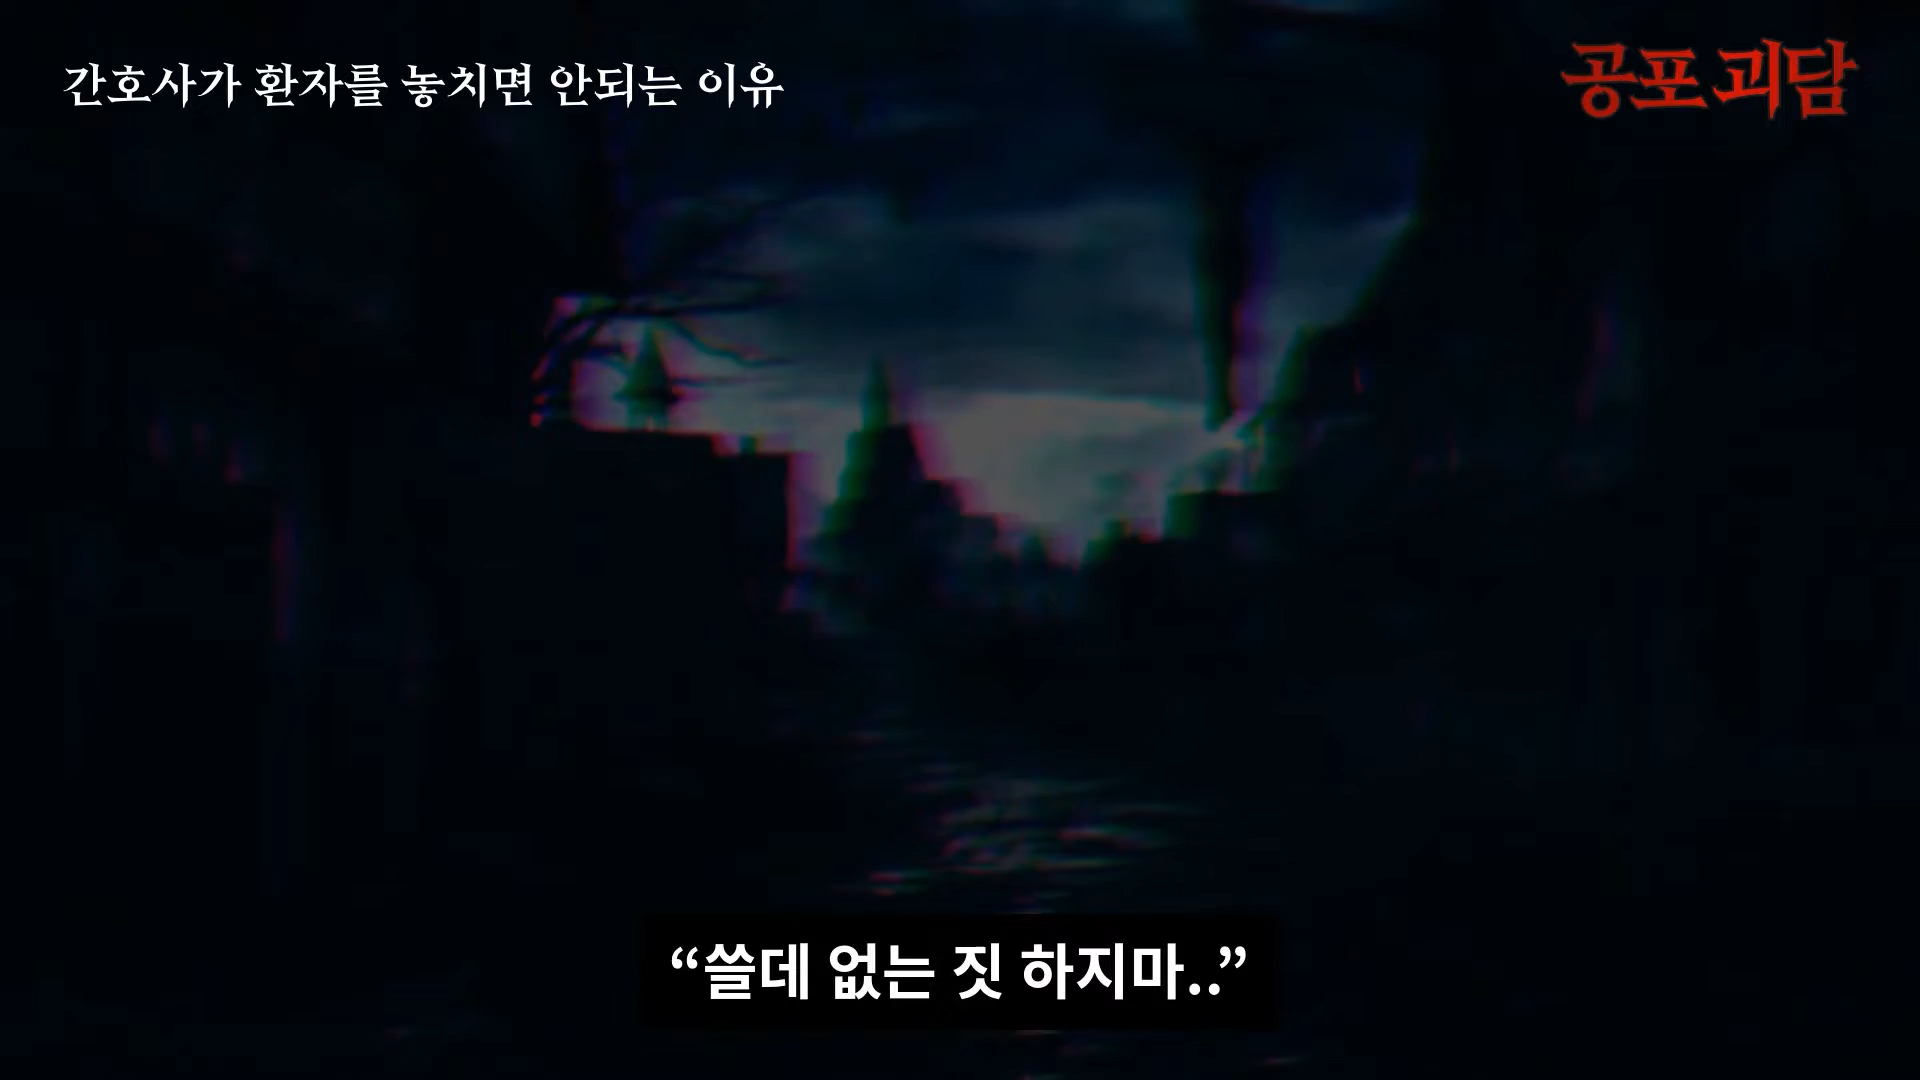 간호사가 환자를 놓치면 안되는 이유
공포 괴담
“쓸데 없는 짓 하지마..”